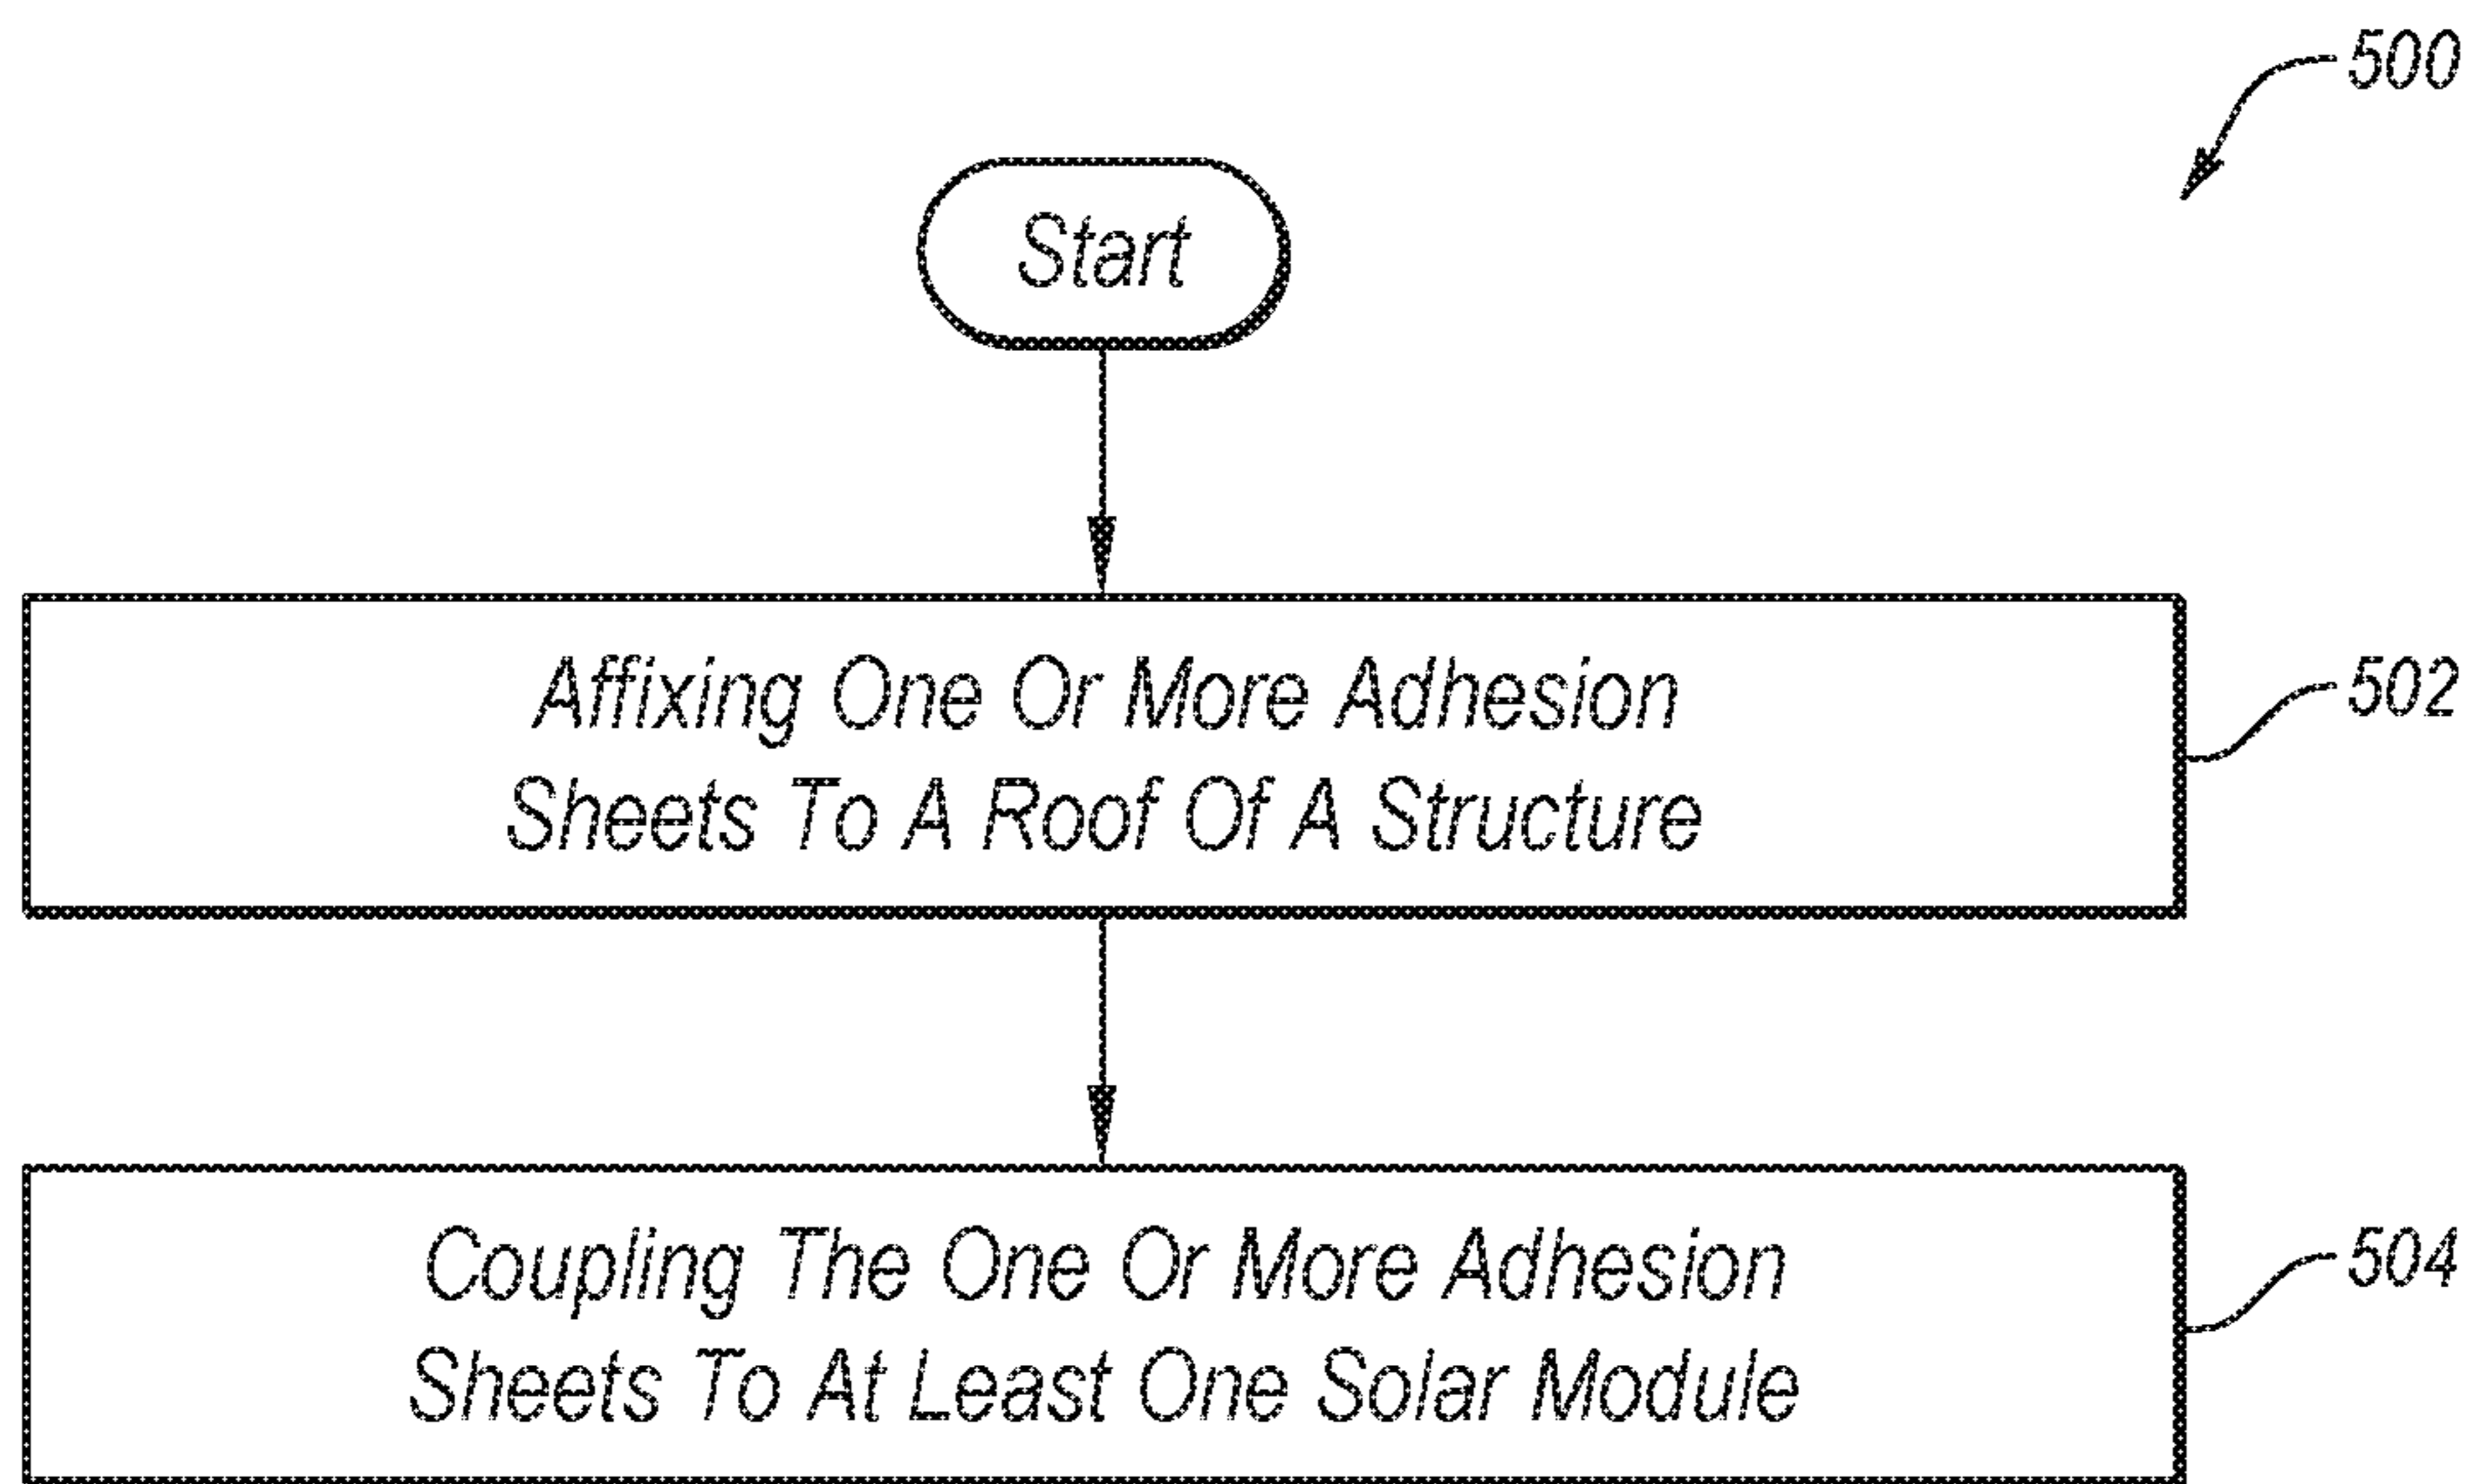 500
Start
Affixing One Or More Adhesion
Sheets To A Roof Of A Structure
502
Coupling The One Or More Adhesion
Sheets To At Least One Solar Module
504